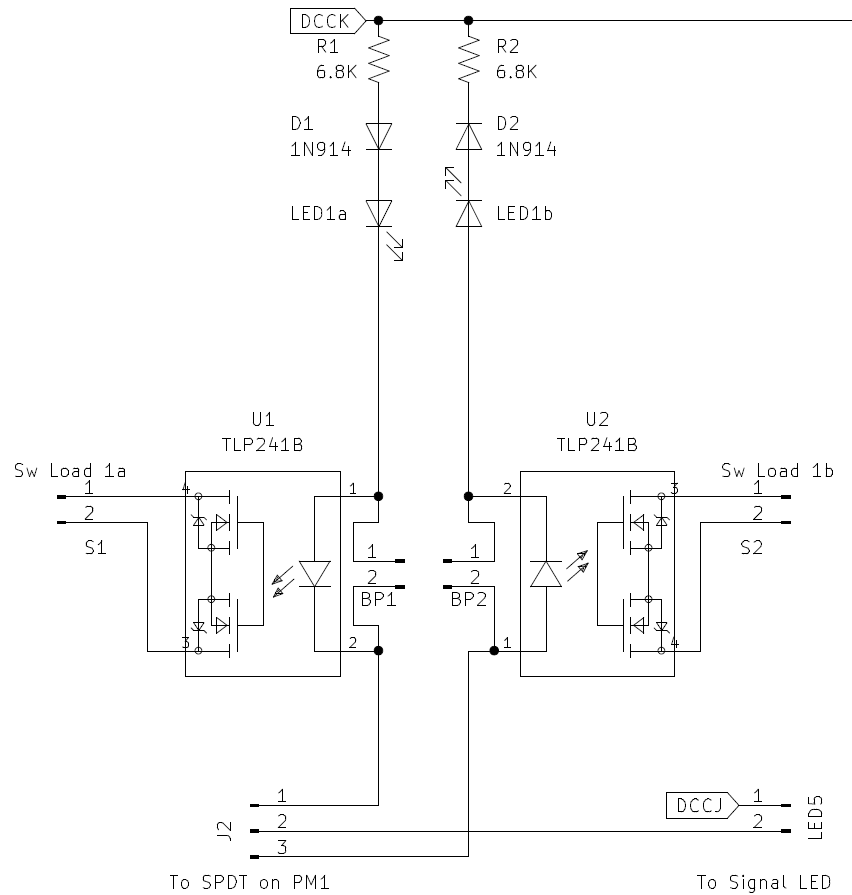 DCCK
R1
6.8K
R2
6.8K
D1
1N914
D2
1N914
LED1a
LED1b
U1
TLP241B
U2
TLP241B
Sw Load 1a
Sw Load 1b
1
4
1
2
3
1
2
2
S1
S2
1
1
2
2
BP1
BP2
3
2
1
4
1
DCCJ
1
J2
2
2
LED5
3
To SPDT on PM1
To Signal LED